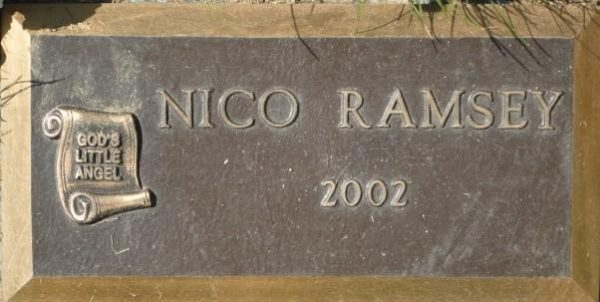 NICO RAMSEY
GOD'S
LITTLE
ANGEL
2002